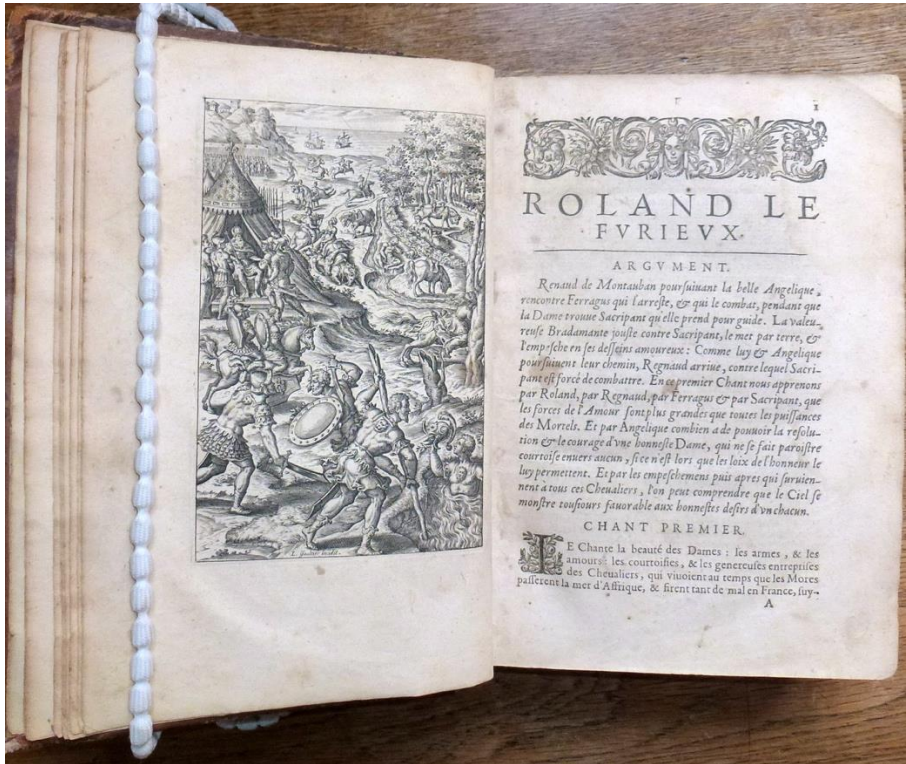 L. Gaultier sculpsit.
1
ROLAND LE
FVRIEVX.
ARGVMENT.
Renaud de Montauban poursuiuant la belle Angelique,
rencontre Ferragus qui l'arreste, & qui le combat, pendant que
la Dame trouue Sacripant qu'elle prend pour guide. La valeu-
reuse Bradamante jouste contre Sacripant, le met par terre, &
l'empesche en ses desseins amoureux: Comme luy & Angelique
poursuiuent leur chemin, Regnaud arriue, contre lequel Sacri-
pant est forcé de combattre. En ce premier Chant nous apprenons
par Roland, par Regnaud, par Ferragus & par Sacripant, que
les forces de l'Amour sont plus grandes que toutes les puissances
des Mortels. Et par Angelique combien a de pouuoir la resolu-
tion & le courage d'vne honneste Dame, qui ne se fait paroistre
courtoise enuers aucun, si ce n'est lors que les loix de l'honneur le
luy permettent. Et par les empeschemens puis apres qui suruien-
nent à tous ces Cheualiers, l'on peut comprendre que le Ciel se
monstre tousiours fauorable aux honnestes desirs d'vn chacun.
CHANT PREMIER.
IE Chante la beauté des Dames: les armes, & les
amours: les courtoisies, & les genereuses entreprises
des Cheualiers, qui viuoient au temps que les Mores
passerent la mer d'Affrique, & firent tant de mal en France, suy-
A